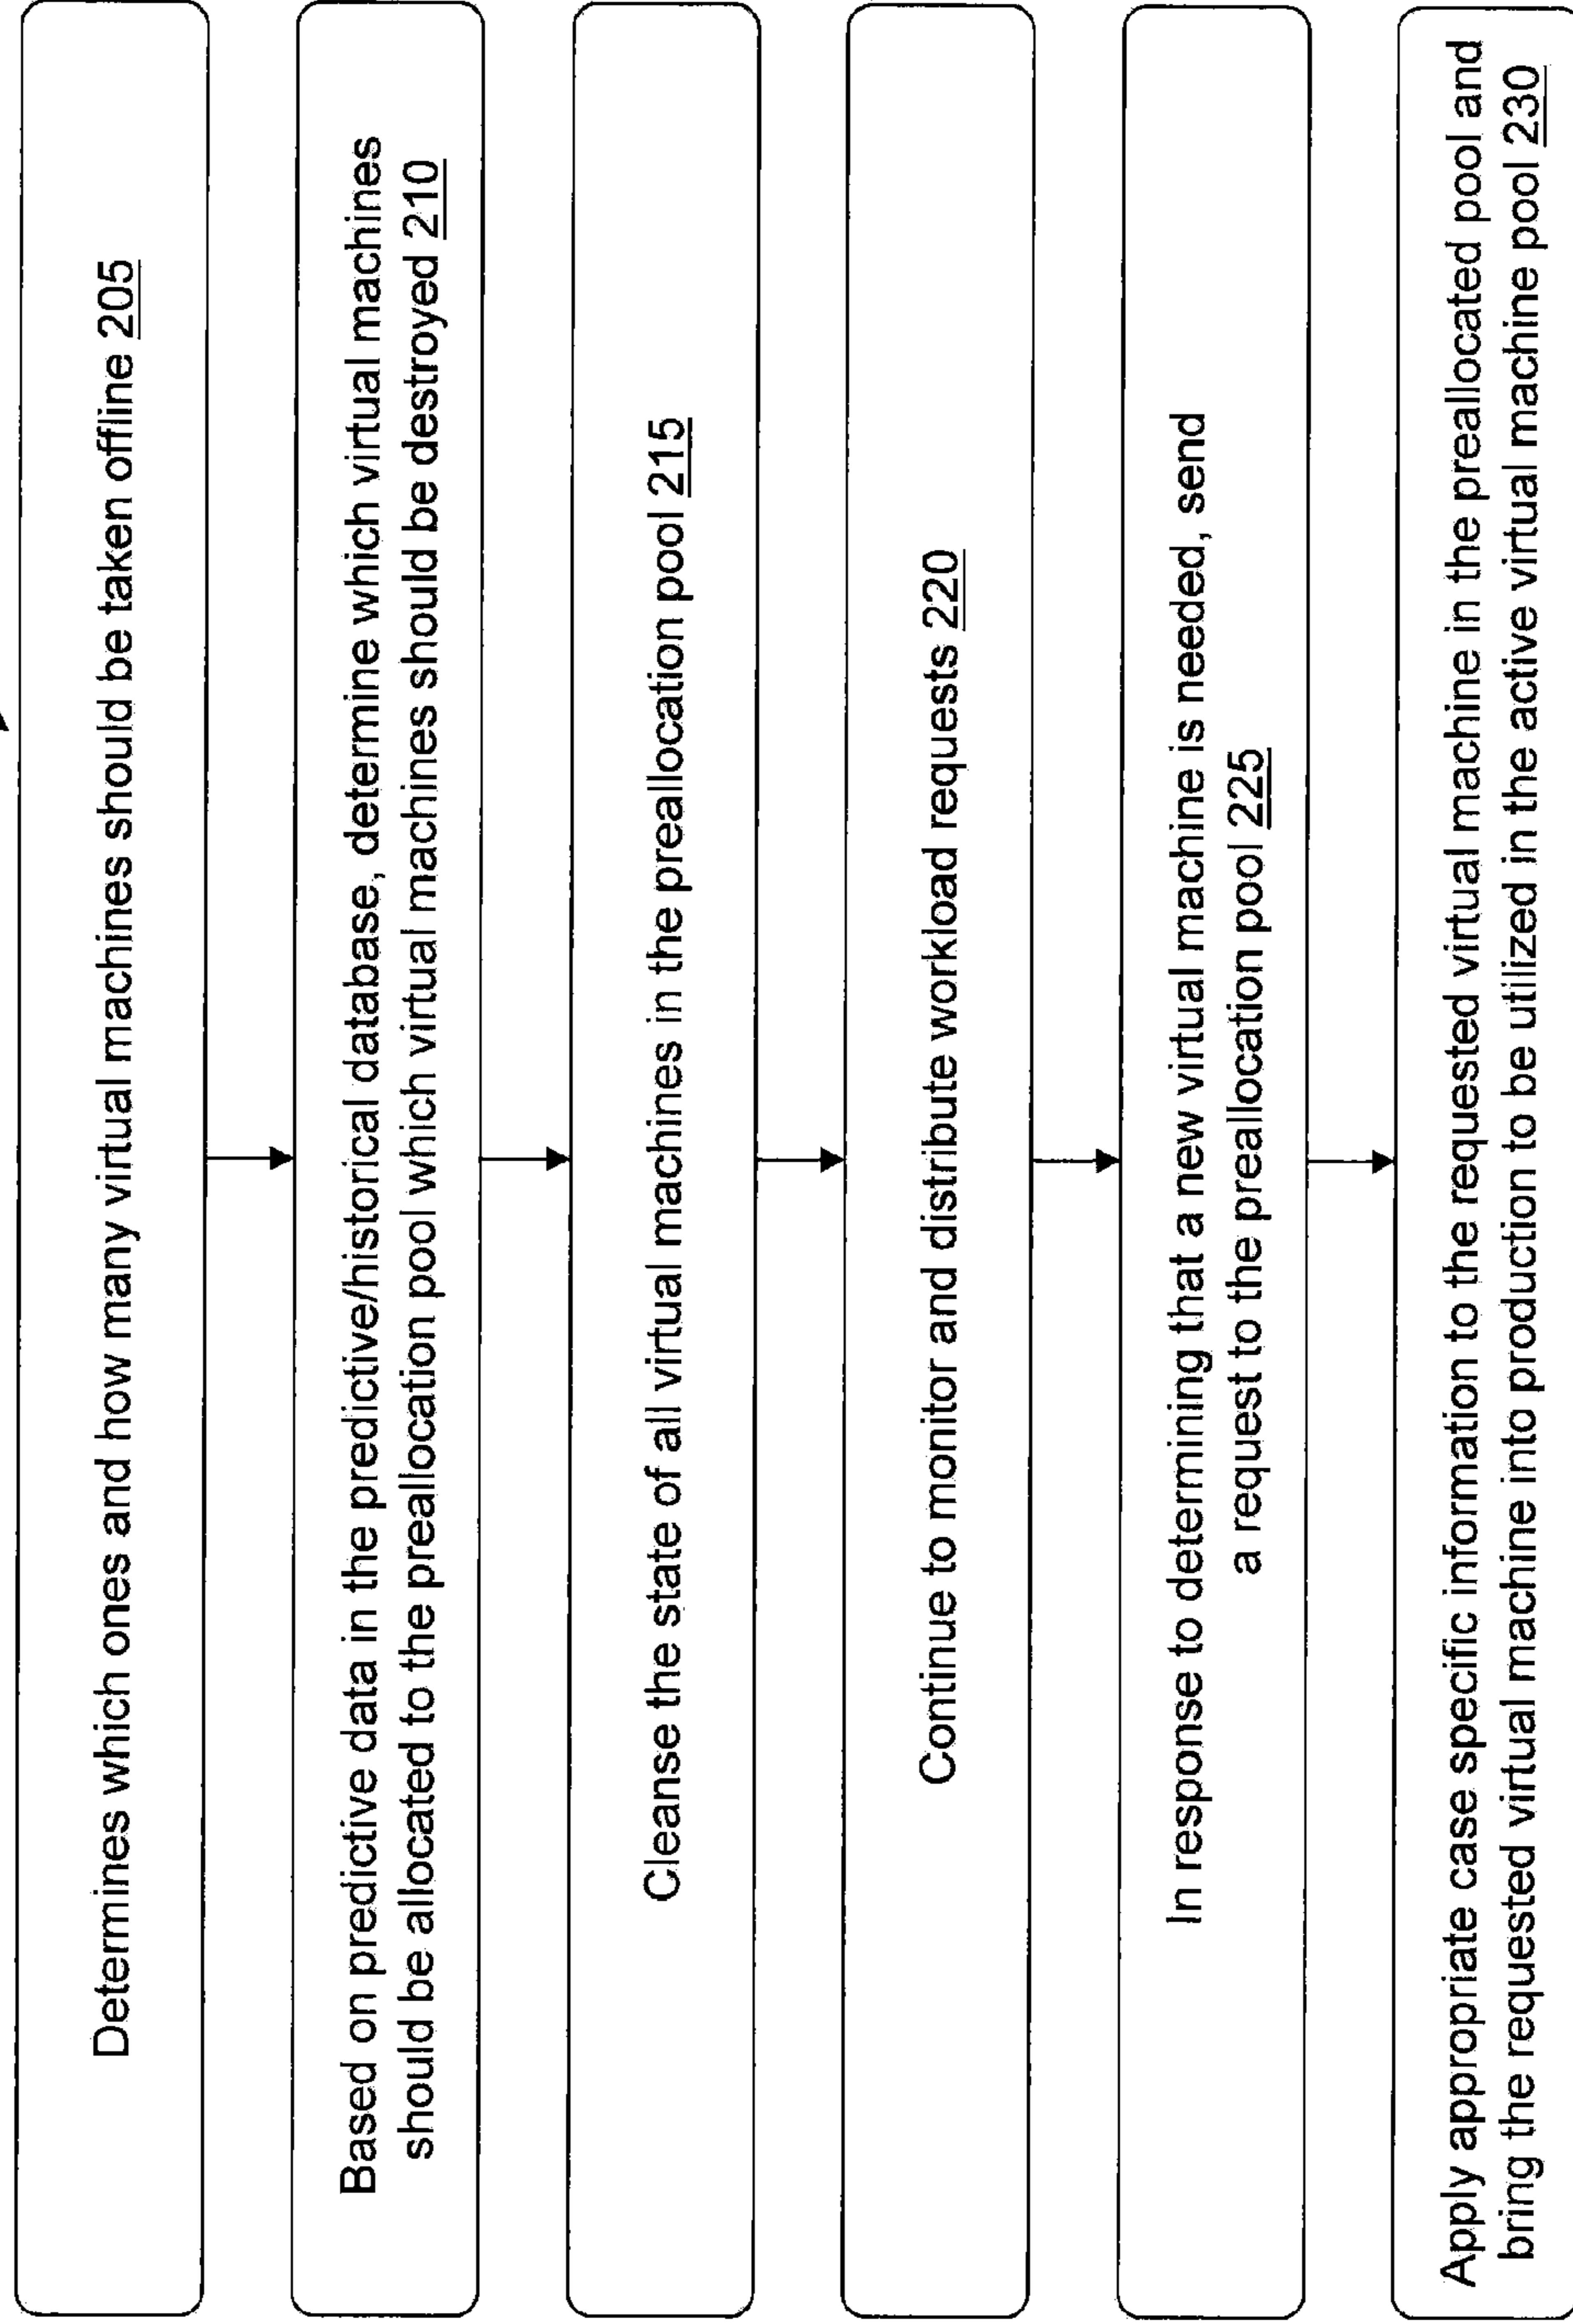 Determines which ones and how many virtual machines should be taken offline 205
Based on predictive data in the predictive/historical database, determine which virtual machines
should be allocated to the preallocation pool which virtual machines should be destroyed 210
Cleanse the state of all virtual machines in the preallocation pool 215
Continue to monitor and distribute workload requests 220
In response to determining that a new virtual machine is needed, send
a request to the preallocation pool 225
Apply appropriate case specific information to the requested virtual machine in the preallocated pool and
bring the requested virtual machine into production to be utilized in the active virtual machine pool 230